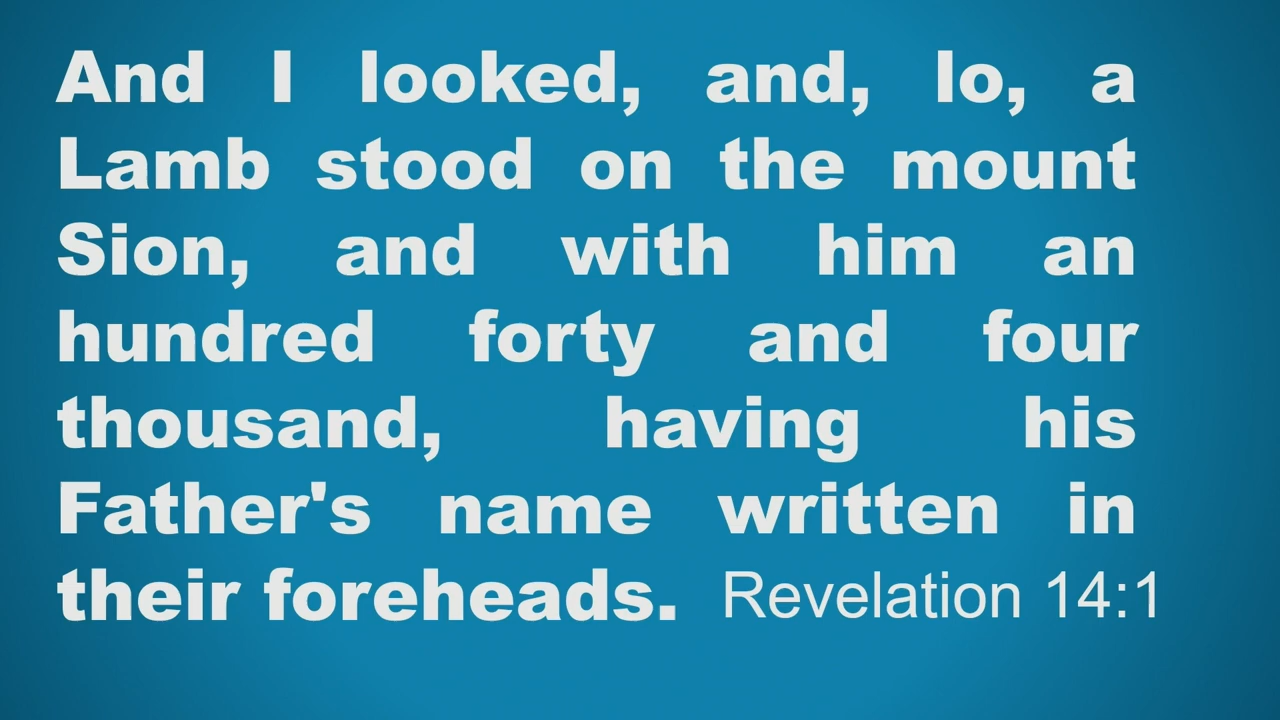 And I looked, and, lo, a
Lamb stood on the mount
Sion, and with him an
hundred forty and four
thousand, having his
Father's name written in
their foreheads. Revelation 14:1